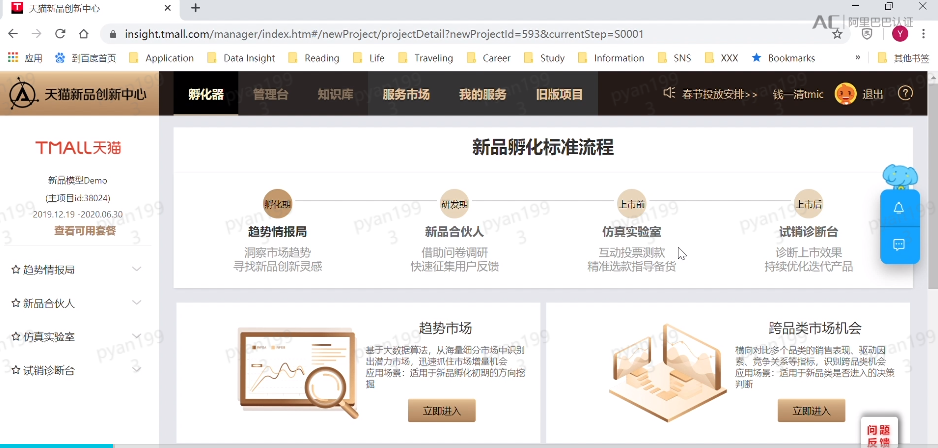 天猫新品创新中心
AC 阿里巴巴认证
insight.tmall.com/manager/index.htm#/newProject/projectDetail?newProjectId=593&currentStep=S0001
Y
应用 到百度首页 Application Data Insight Reading Life Traveling Career Study Information SNS XXX Bookmarks » 其他书签
天猫新品创新中心 孵化器 管理台 知识库 服务市场 我的服务 旧版项目 春节投放安排>> 钱一清tmic 退出 ?
TMALL天猫
新品模型Demo
(主项目id:38024)
2019.12.19 -2020.06.30
查看可用套餐
趋势情报局
新品合伙人
仿真实验室
试销诊断台
新品孵化标准流程
孵化期 研发期 上市前 上市后
趋势情报局 新品合伙人 仿真实验室 试销诊断台
洞察市场趋势 借助问卷调研 互动投票测款 诊断上市效果
寻找新品创新灵感 快速征集用户反馈 精准选款指导备货 持续优化迭代产品
趋势市场
基于大数据算法，从海量细分市场中识别
出潜力市场，迅速抓住市场增量机会
应用场景：适用于新品孵化初期的方向挖
掘
立即进入
跨品类市场机会
横向对比多个品类的销售表现、驱动因
素、竞争关系等指标，识别跨品类机会
应用场景：适用于新品类是否进入的决策
判断
立即进入
问题
反馈
pyan199
3